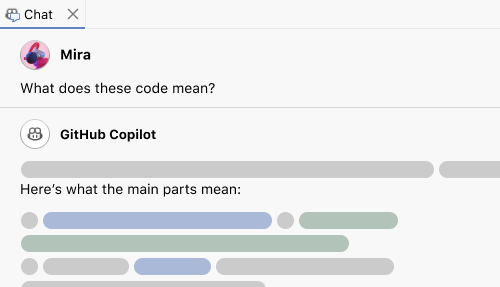 Chat
Mira
What does these code mean?
GitHub Copilot
Here's what the main parts mean: